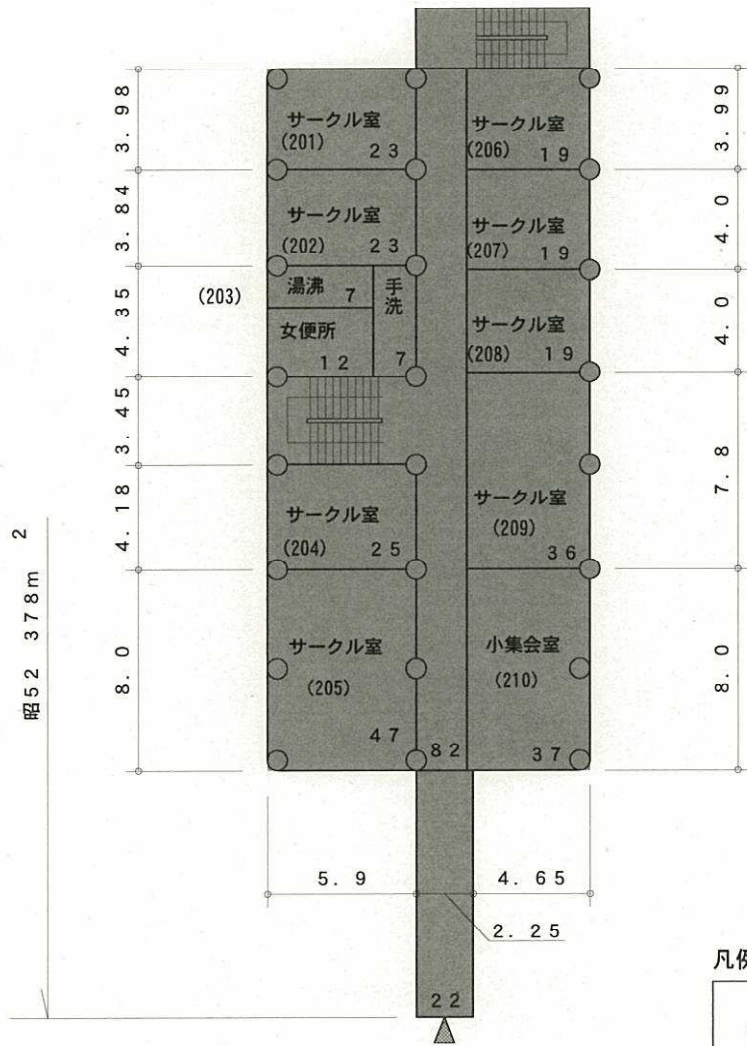 サークル室
(201) 23
サークル室
(202) 23
(203)
湯沸 7
手洗
7
女便所
12
サークル室
(204) 25
サークル室
(205)
47
82
サークル室
(206) 19
サークル室
(207) 19
サークル室
(208) 19
サークル室
(209)
36
小集会室
(210)
37
3.98
3.84
4.35
3.45
4.18
8.0
3.99
4.0
4.0
7.8
8.0
昭52 378m2
5.9
4.65
2.25
22
凡例